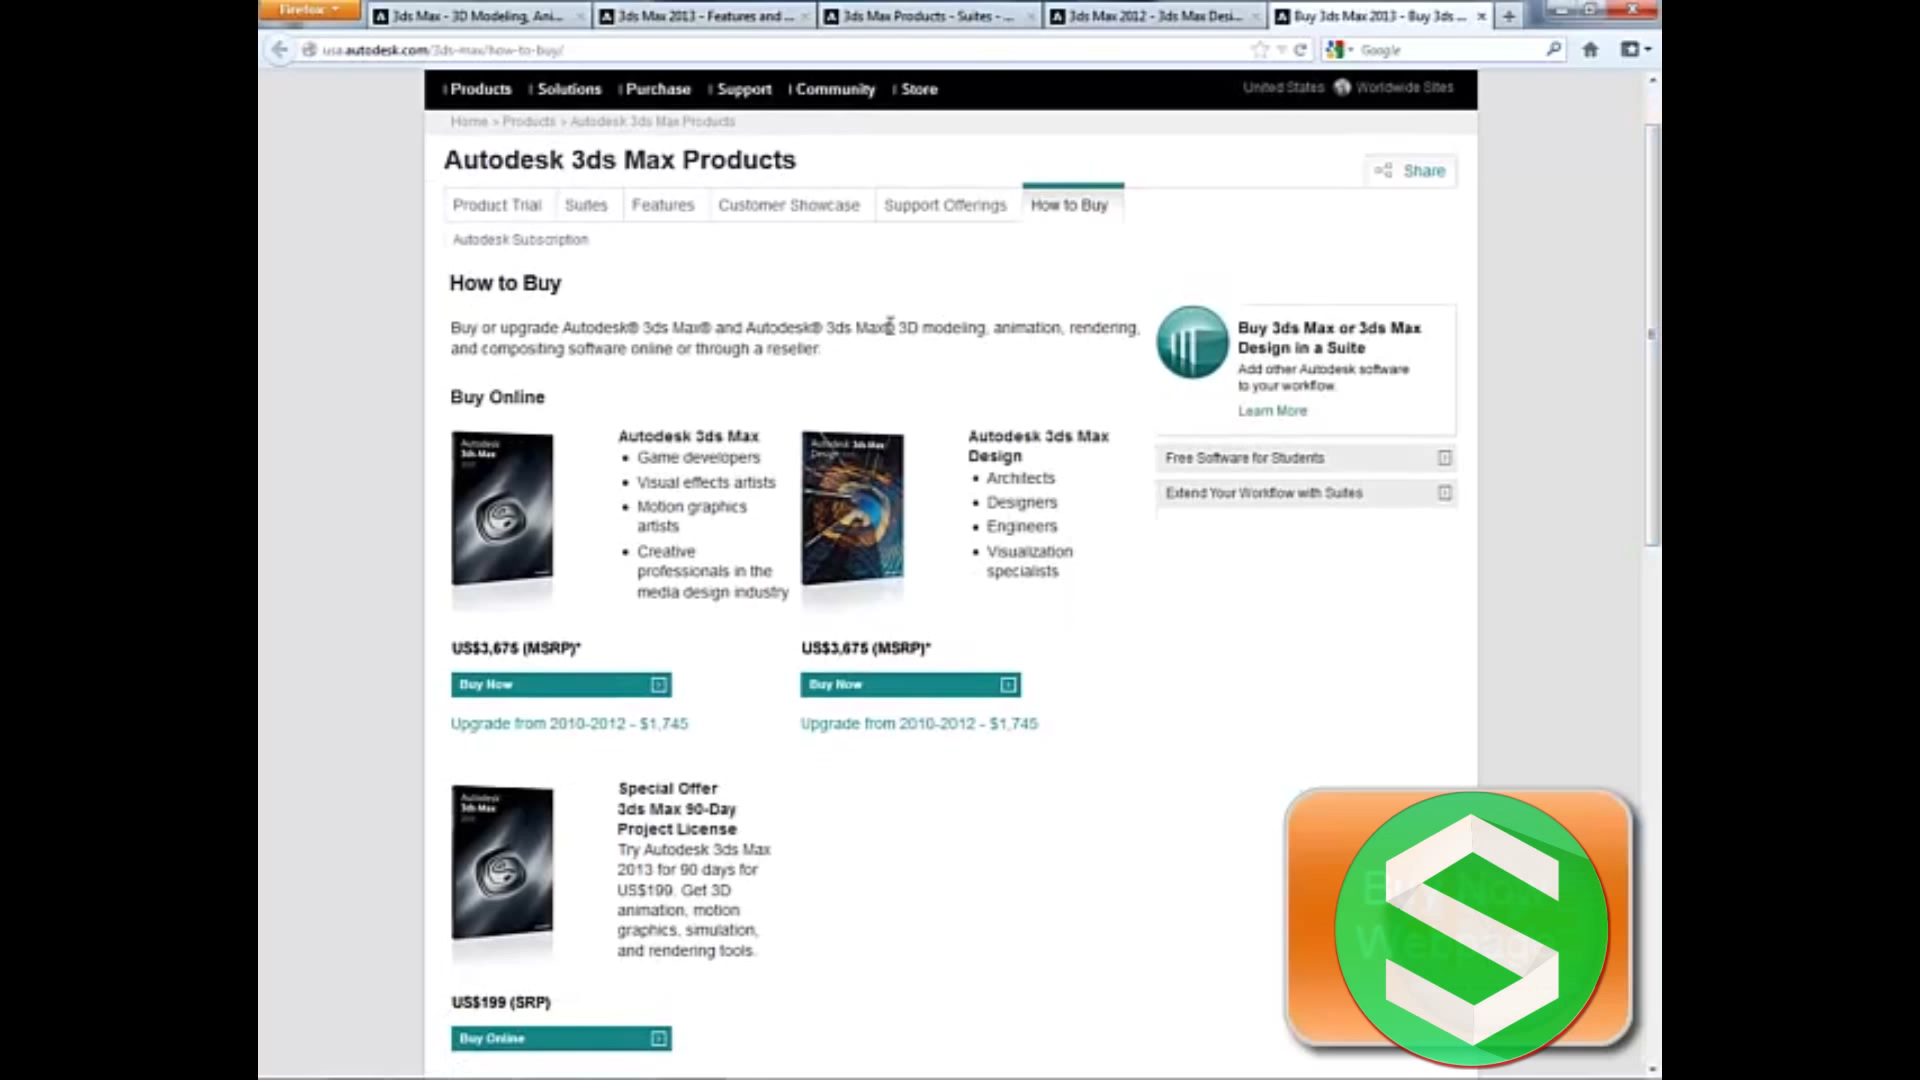 Firefox
3ds Max - 3D Modeling, Ani...
3ds Max 2013 - Features and ...
3ds Max Products - Suites - ...
3ds Max 2012 - 3ds Max Desi...
Buy 3ds Max 2013 - Buy 3ds ...
usa.autodesk.com/3ds-max/how-to-buy/
Google
Products Solutions Purchase Support Community Store
United States Worldwide Sites
Home > Products > Autodesk 3ds Max Products
Autodesk 3ds Max Products
Share
Product Trial Suites Features Customer Showcase Support Offerings How to Buy
Autodesk Subscription
How to Buy
Buy or upgrade Autodesk® 3ds Max® and Autodesk® 3ds Max® 3D modeling, animation, rendering,
and compositing software online or through a reseller.
Buy 3ds Max or 3ds Max
Design in a Suite
Add other Autodesk software
to your workflow.
Learn More
Free Software for Students
Extend Your Workflow with Suites
Buy Online
Autodesk
3ds Max
Autodesk 3ds Max
• Game developers
• Visual effects artists
• Motion graphics
artists
• Creative
professionals in the
media design industry
US$3,675 (MSRP)*
Buy Now
Upgrade from 2010-2012 - $1,745
Autodesk 3ds Max
Design
Autodesk 3ds Max
Design
• Architects
• Designers
• Engineers
• Visualization
specialists
US$3,675 (MSRP)*
Buy Now
Upgrade from 2010-2012 - $1,745
Autodesk
3ds Max
Special Offer
3ds Max 90-Day
Project License
Try Autodesk 3ds Max
2013 for 90 days for
US$199. Get 3D
animation, motion
graphics, simulation,
and rendering tools.
US$199 (SRP)
Buy Online